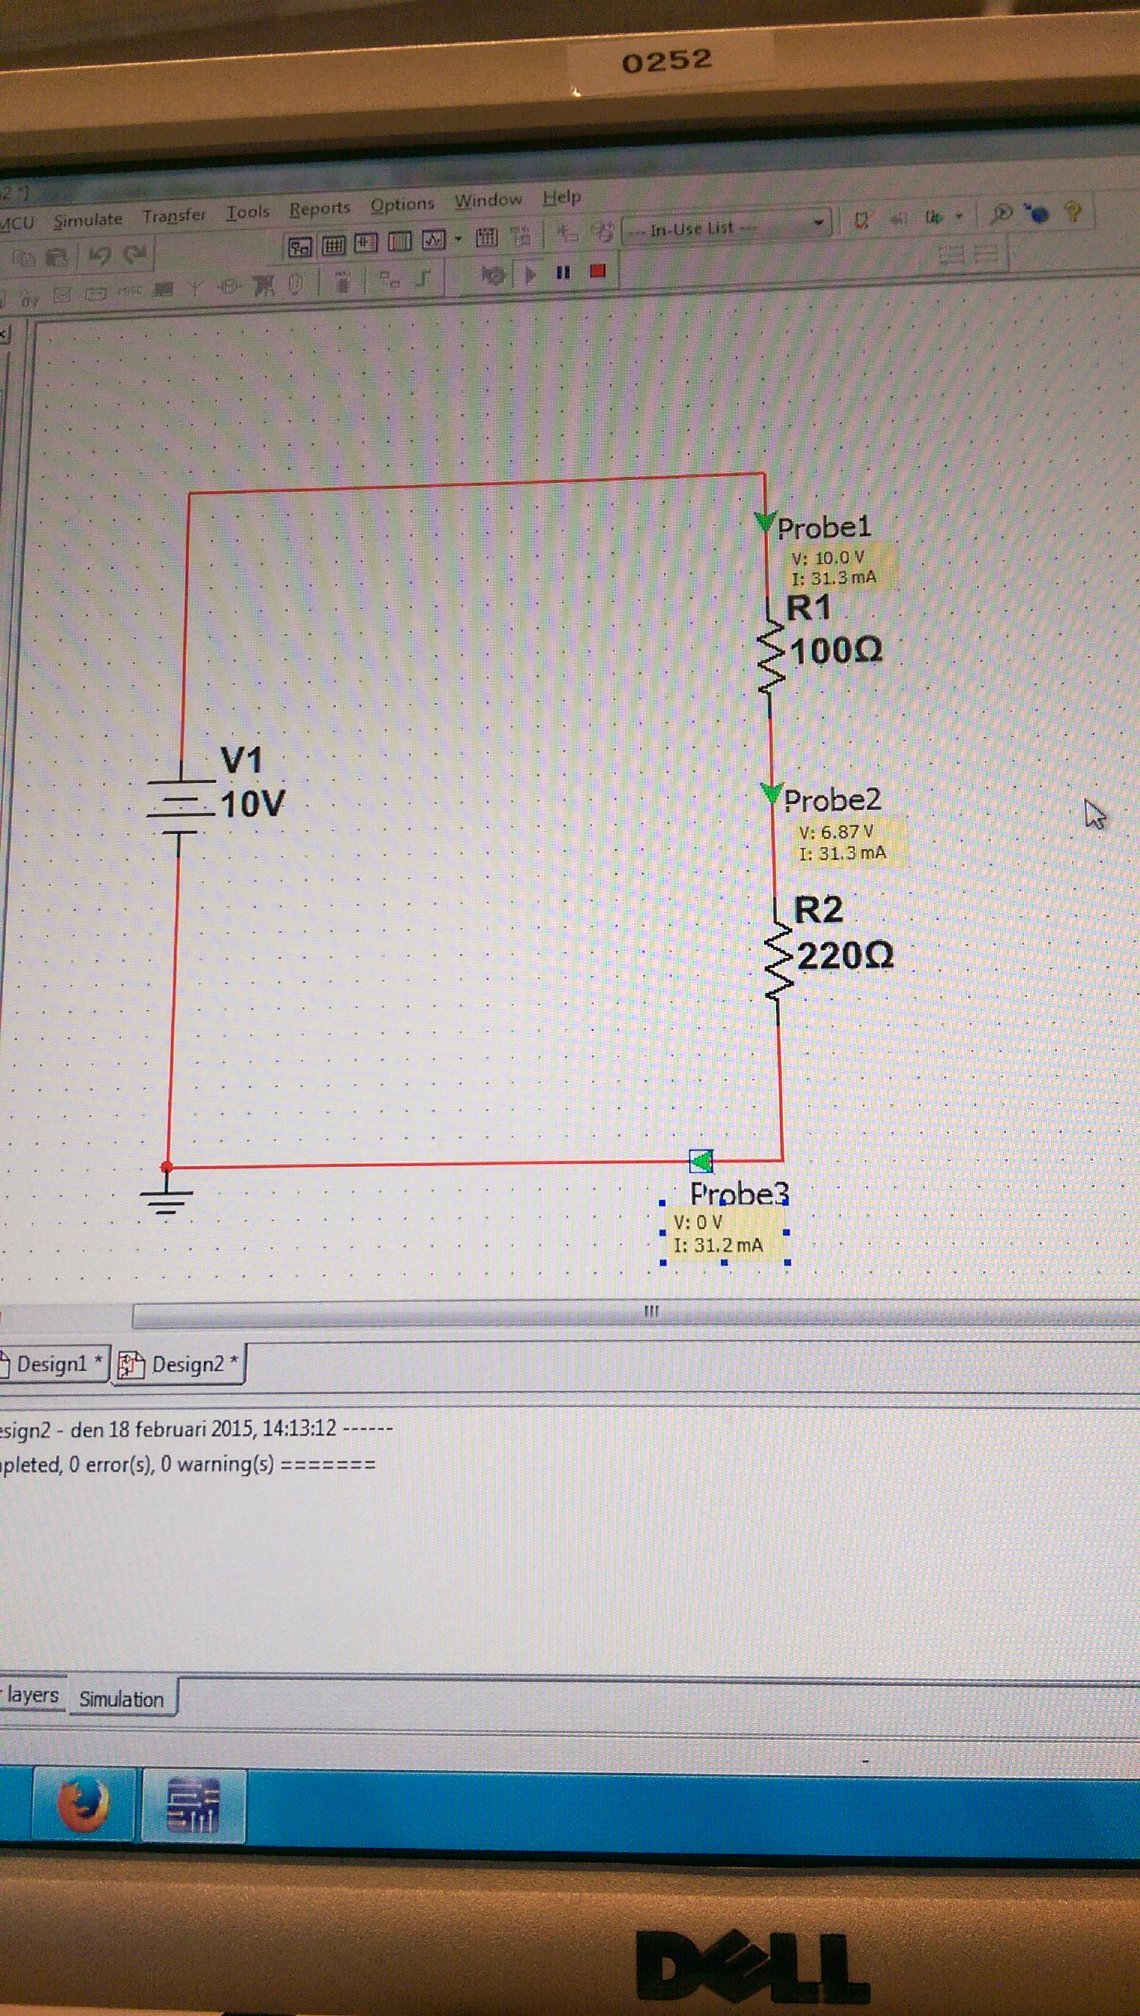 0252
2 *]
MCU Simulate Transfer Tools Reports Options Window Help
--- In-Use List ---
MISC
Probe1
V: 10.0 V
I: 31.3 mA
R1
100Ω
V1
10V
Probe2
V: 6.87 V
I: 31.3 mA
R2
220Ω
Probe3
V: 0 V
I: 31.2 mA
Design1 * Design2 *
esign2 - den 18 februari 2015, 14:13:12 ------
pleted, 0 error(s), 0 warning(s) =======
layers Simulation
DELL